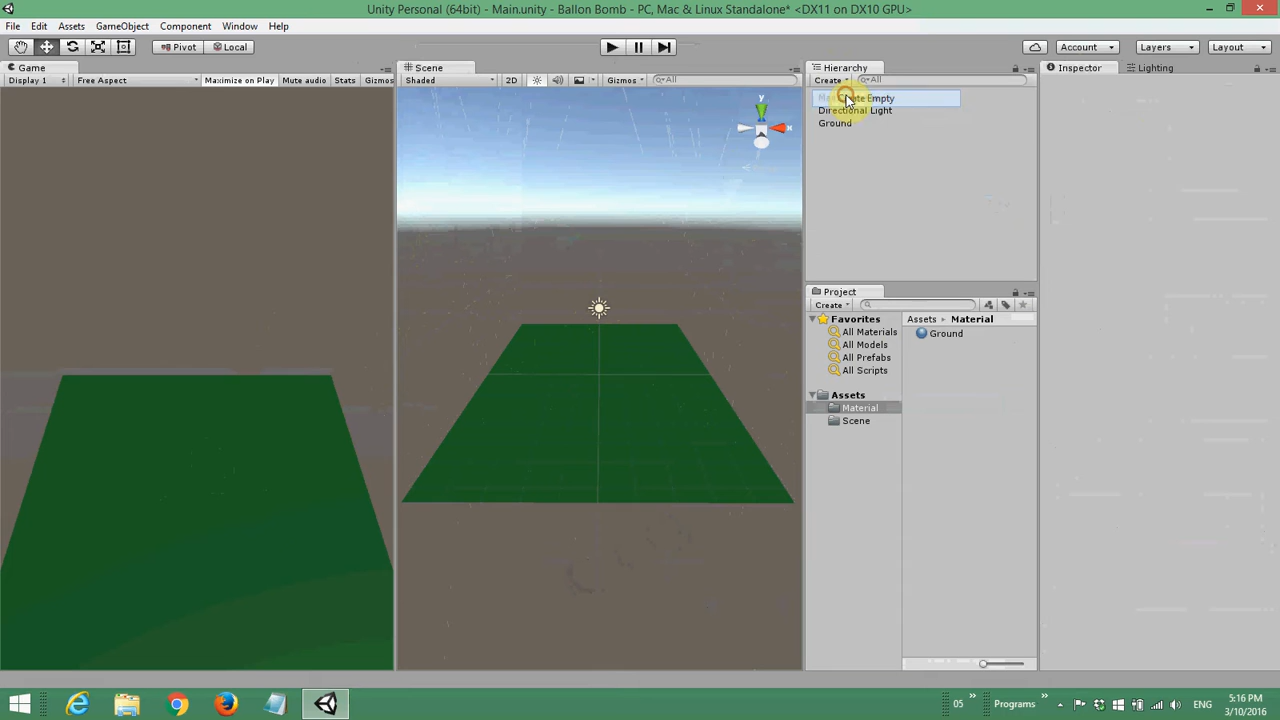 Unity Personal (64bit) - Main.unity - Ballon Bomb - PC, Mac & Linux Standalone* <DX11 on DX10 GPU>
File Edit Assets GameObject Component Window Help
Pivot Local Account Layers Layout
Game Scene Hierarchy Inspector Lighting
Display 1 Free Aspect Maximize on Play Mute audio Stats Gizmos Shaded 2D Gizmos All Create All
Create Empty
Directional Light
Ground
y
x
Project
Create
Favorites
All Materials
All Models
All Prefabs
All Scripts
Assets
Material
Scene
Assets Material
Ground
05 Programs ENG
5:16 PM
3/10/2016